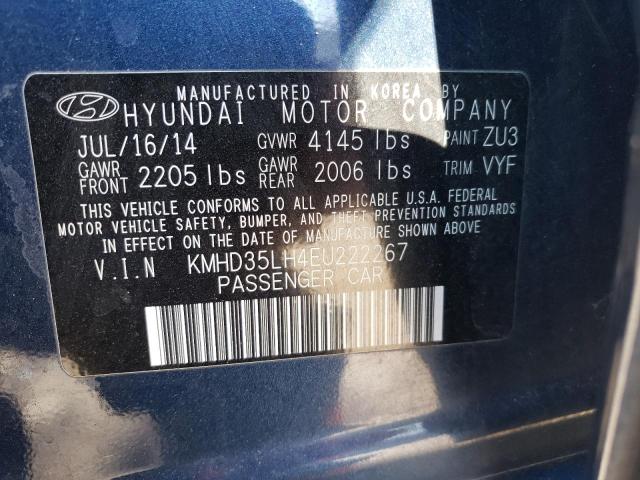 MANUFACTURED IN KOREA BY
HYUNDAI MOTOR COMPANY
JUL/16/14 GVWR 4145 lbs PAINT ZU3
GAWR FRONT 2205 lbs GAWR REAR 2006 lbs TRIM VYF
THIS VEHICLE CONFORMS TO ALL APPLICABLE U.S.A. FEDERAL
MOTOR VEHICLE SAFETY, BUMPER, AND THEFT PREVENTION STANDARDS
IN EFFECT ON THE DATE OF MANUFACTURE SHOWN ABOVE
V.I.N KMHD35LH4EU222267
PASSENGER CAR